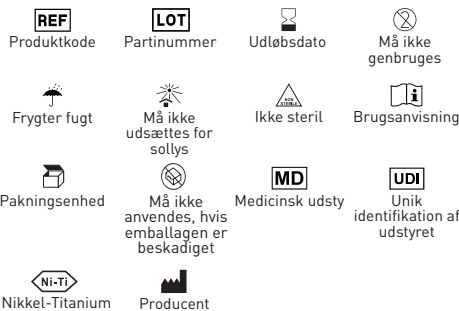 REF
LOT
Produktkode
Partinummer
Udløbsdato
Må ikke
genbruges
2
NON
STERILE
i
Frygter fugt
Må ikke
udsættes for
sollys
Ikke steril
Brugsanvisning
MD
UDI
Pakningsenhed
Må ikke
anvendes, hvis
emballagen er
beskadiget
Medicinsk udsty
Unik
identifikation af
udstyret
Ni-Ti
Nikkel-Titanium
Producent